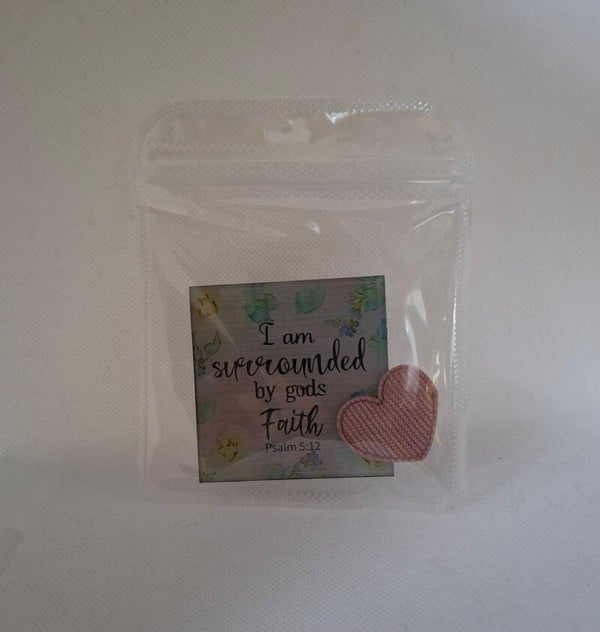 I am
surrounded
by gods
Faith
Psalm 5:12